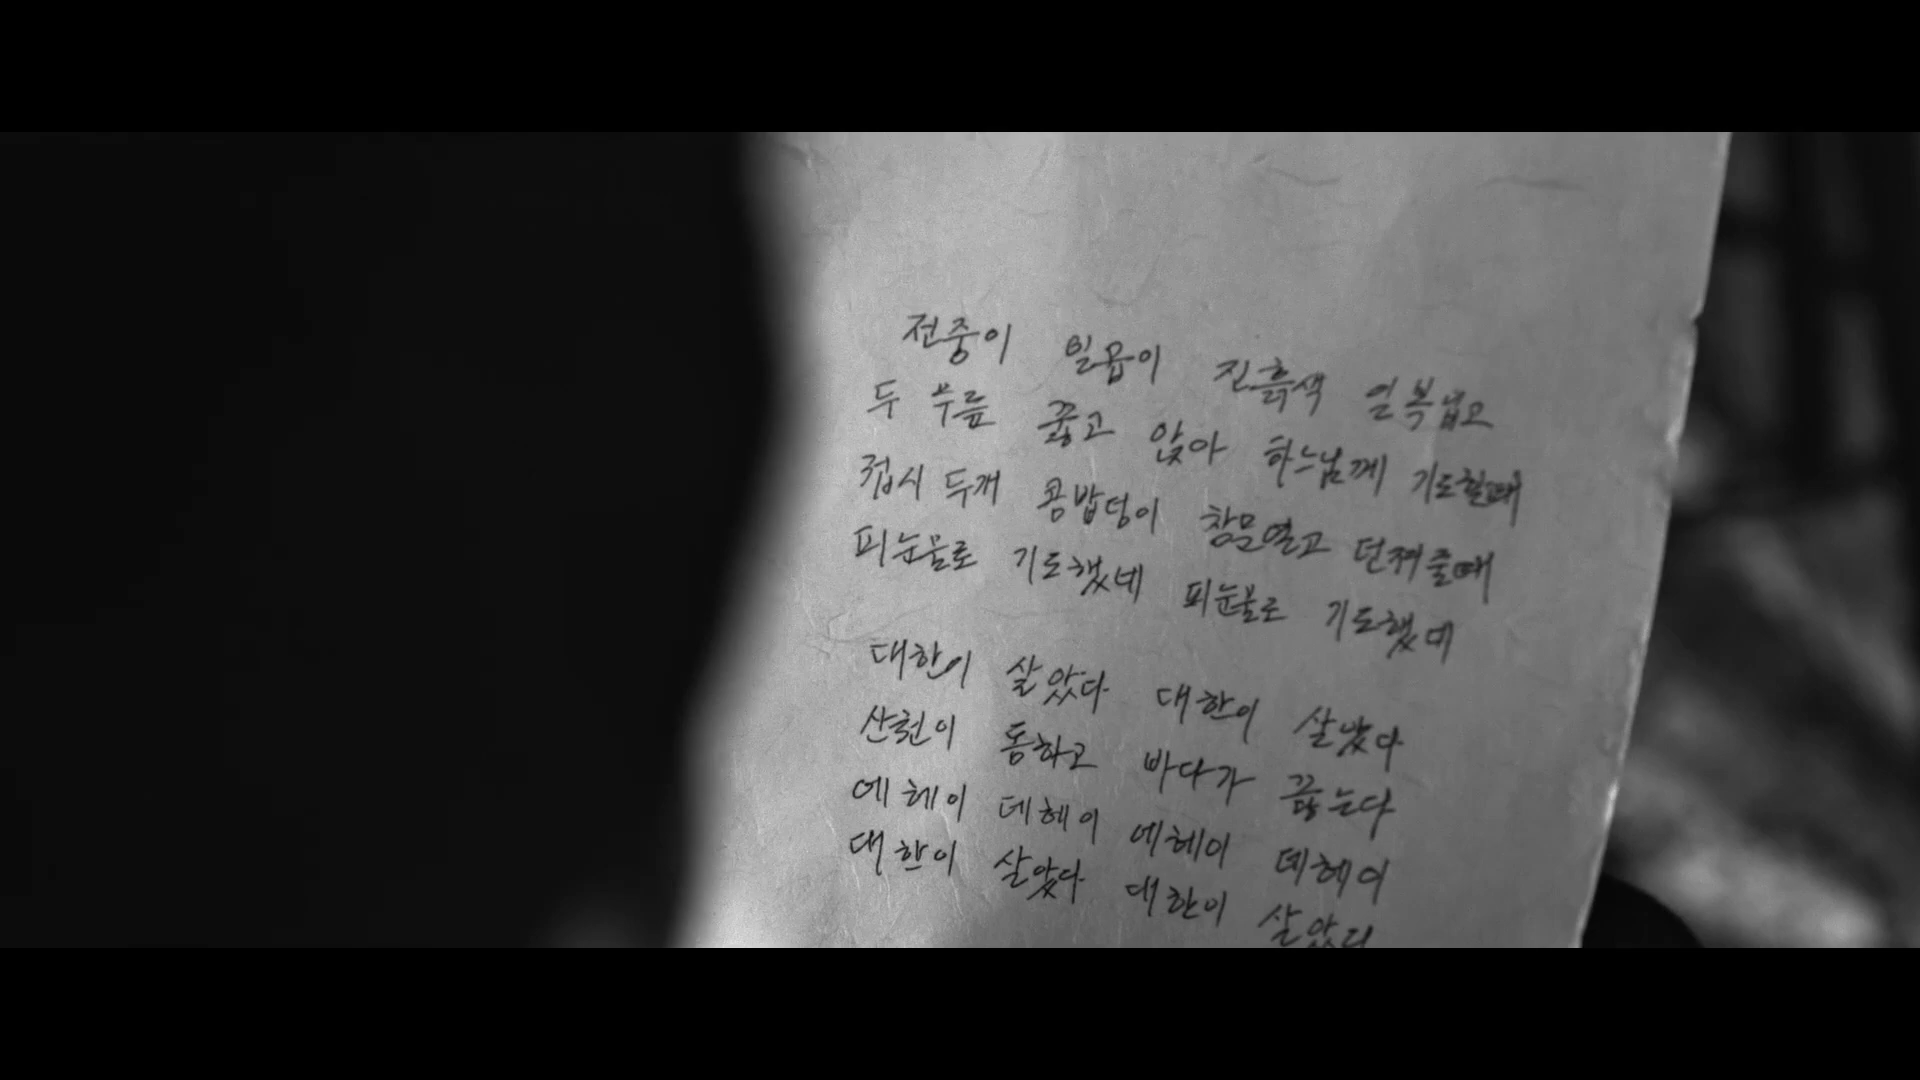 전중이 일곱이 진흙색 일복입고
두 무릎 꿇고 앉아 하느님께 기도할때
접시 두개 콩밥덩이 창문열고 던져줄때
피눈물로 기도했네 피눈물로 기도했네
대한이 살았다 대한이 살았다
산천이 동하고 바다가 끓는다
에헤이 데헤이 에헤이 데헤이
대한이 살았다 대한이 살았다